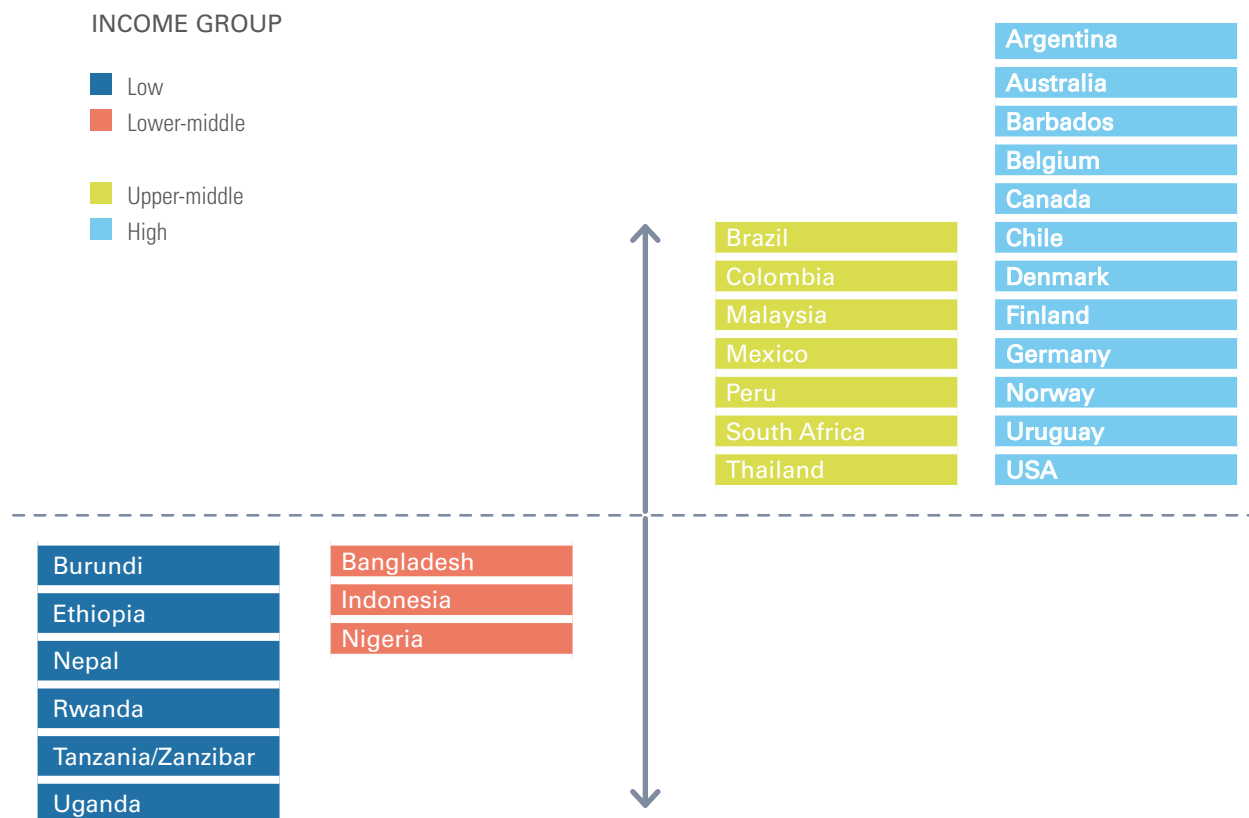 INCOME GROUP
Low
Lower-middle
Upper-middle
High
Argentina
Australia
Barbados
Belgium
Canada
Chile
Denmark
Finland
Germany
Norway
Uruguay
USA
Brazil
Colombia
Malaysia
Mexico
Peru
South Africa
Thailand
Burundi
Ethiopia
Nepal
Rwanda
Tanzania/Zanzibar
Uganda
Bangladesh
Indonesia
Nigeria